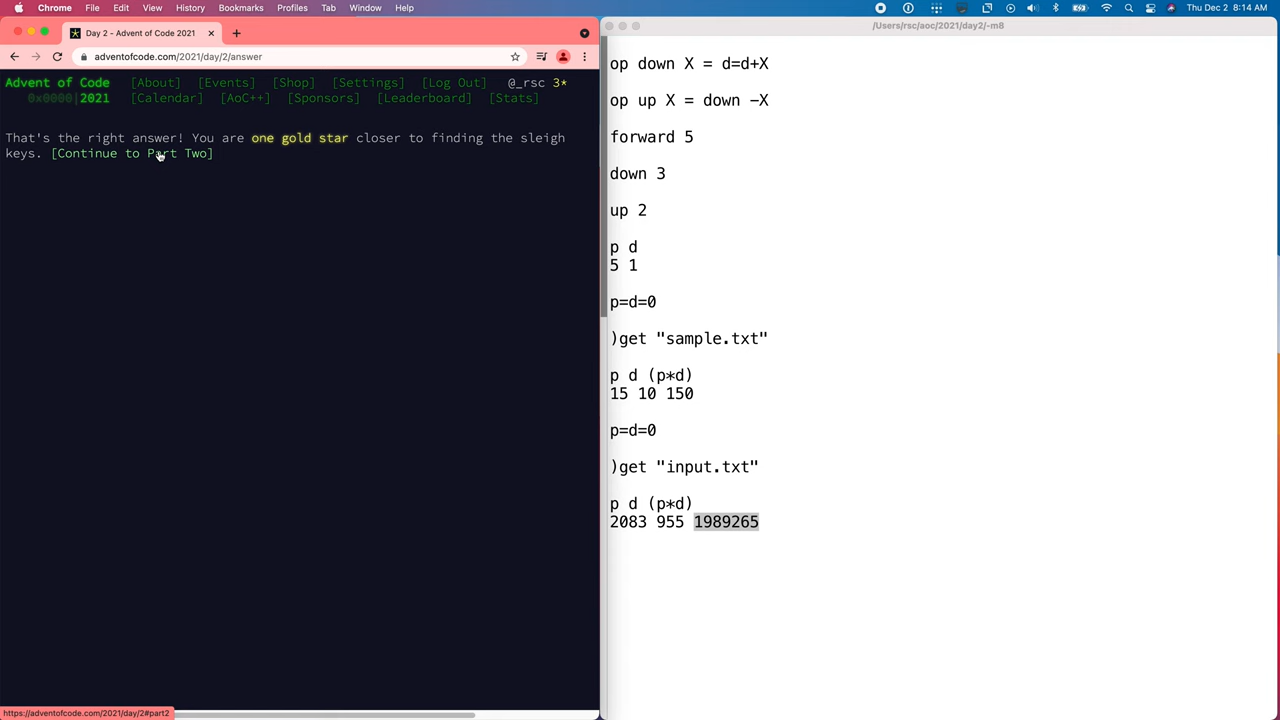 Chrome File Edit View History Bookmarks Profiles Tab Window Help Thu Dec 2 8:14 AM
Day 2 - Advent of Code 2021
/Users/rsc/aoc/2021/day2/-m8
adventofcode.com/2021/day/2/answer
Advent of Code [About] [Events] [Shop] [Settings] [Log Out] @_rsc 3*
0x0000|2021 [Calendar] [AoC++] [Sponsors] [Leaderboard] [Stats]
That's the right answer! You are one gold star closer to finding the sleigh
keys. [Continue to Part Two]
https://adventofcode.com/2021/day/2#part2
op down X = d=d+X
op up X = down -X
forward 5
down 3
up 2
p d
5 1
p=d=0
)get "sample.txt"
p d (p*d)
15 10 150
p=d=0
)get "input.txt"
p d (p*d)
2083 955 1989265